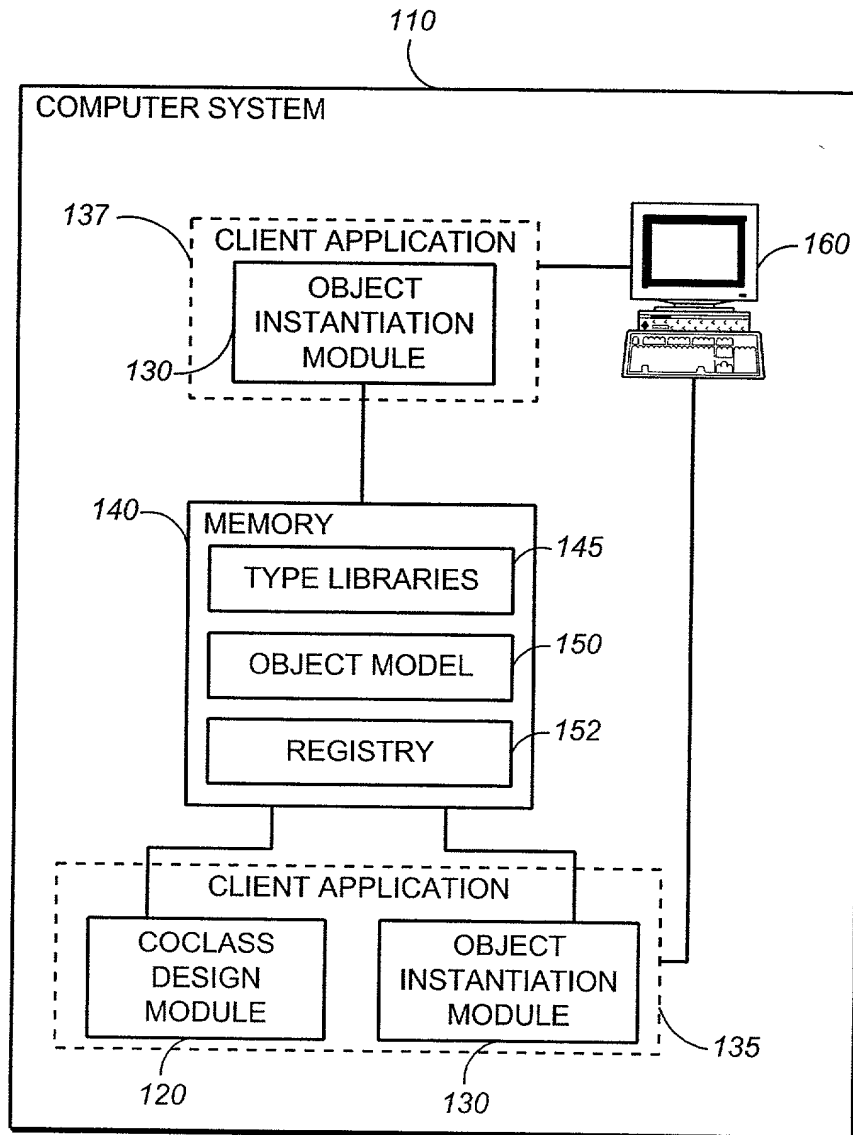 110
COMPUTER SYSTEM
137
CLIENT APPLICATION
160
OBJECT
INSTANTIATION
MODULE
130
140
MEMORY
145
TYPE LIBRARIES
OBJECT MODEL
150
REGISTRY
152
CLIENT APPLICATION
COCLASS
DESIGN
MODULE
OBJECT
INSTANTIATION
MODULE
135
120
130